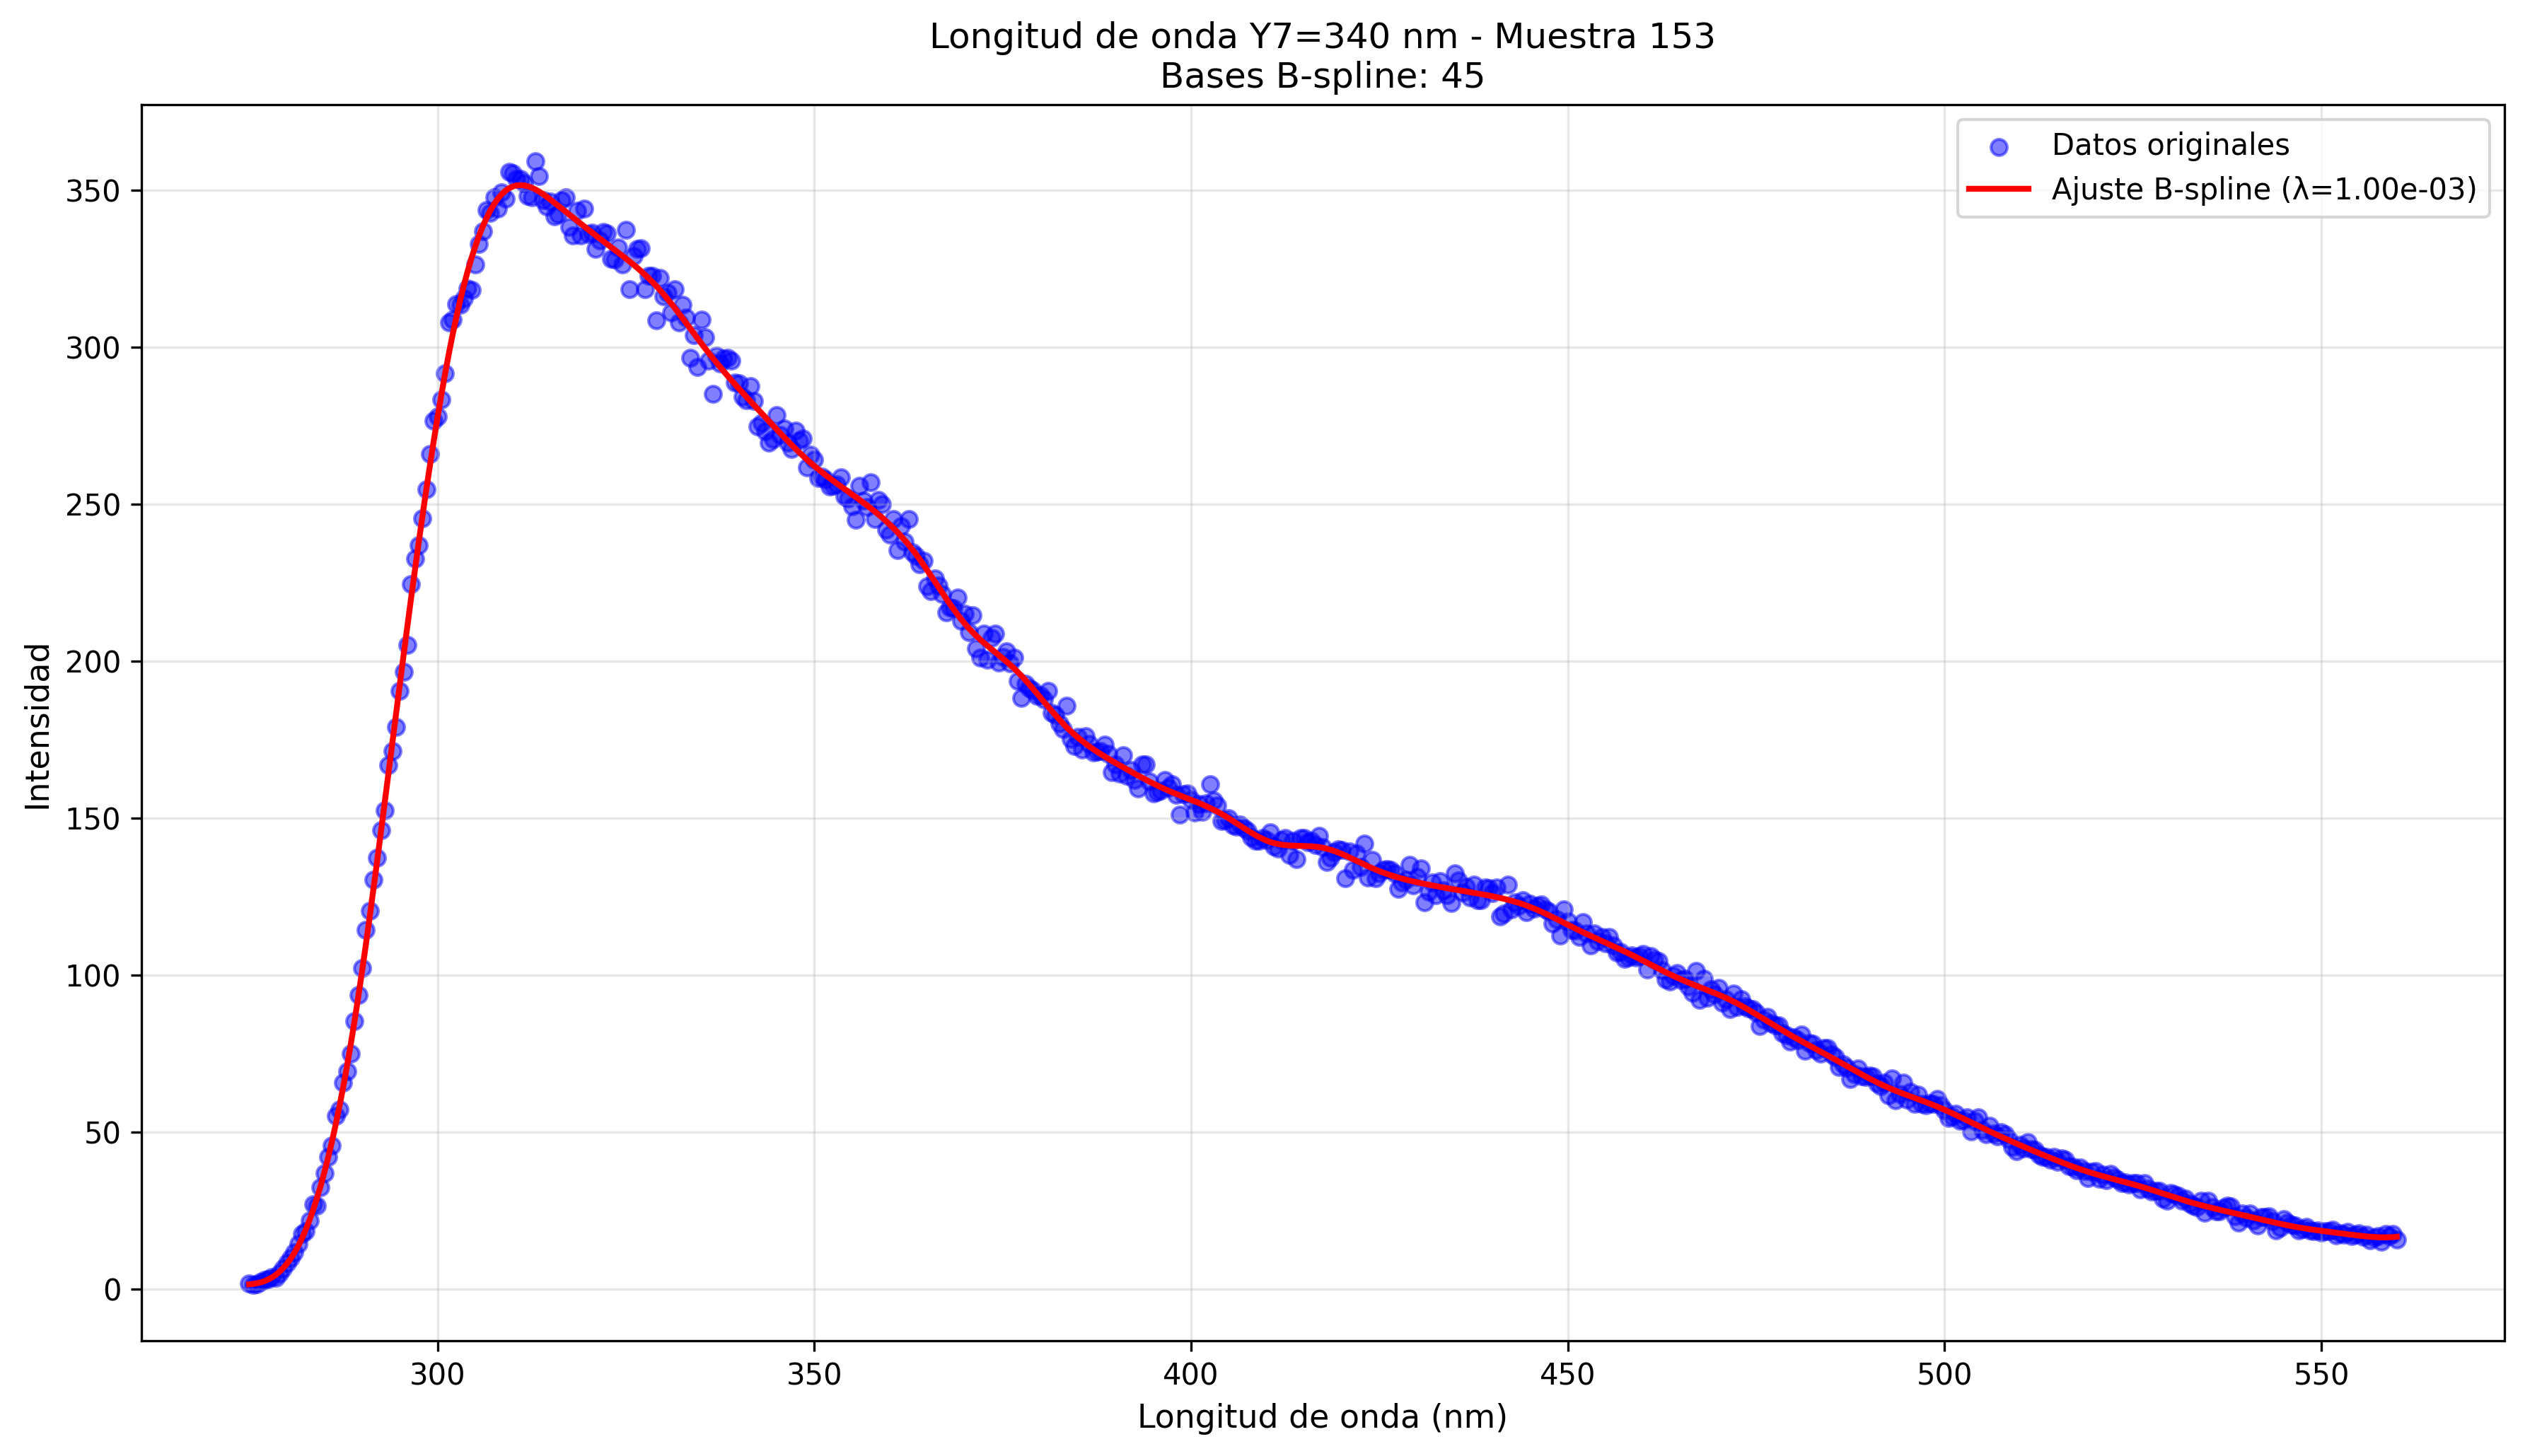 Longitud de onda Y7=340 nm - Muestra 153
Bases B-spline: 45
Datos originales
Ajuste B-spline (λ=1.00e-03)
Intensidad
350
300
250
200
150
100
50
0
300 350 400 450 500 550
Longitud de onda (nm)